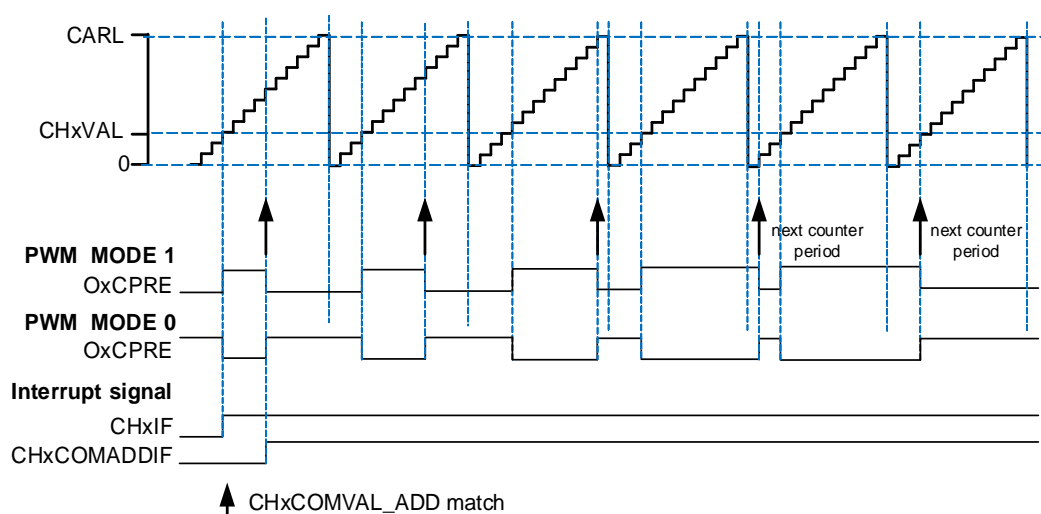 CARL
CHxVAL
0
next counter
period
next counter
period
PWM MODE 1
OxCPRE
PWM MODE 0
OxCPRE
Interrupt signal
CHxIF
CHxCOMADDIF
CHxCOMVAL_ADD match